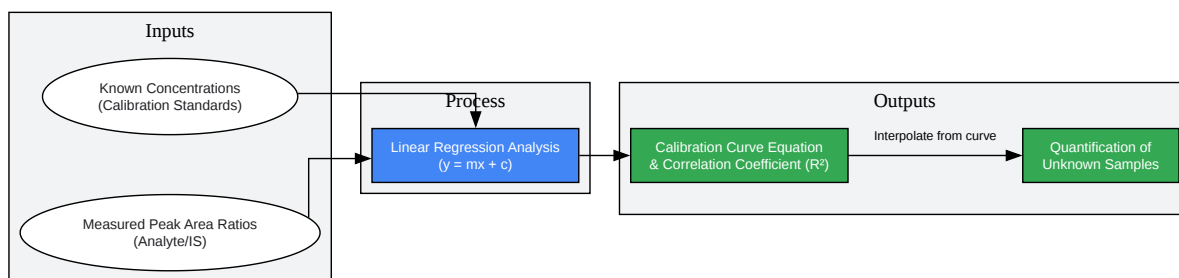 Inputs
Known Concentrations
(Calibration Standards)
Measured Peak Area Ratios
(Analyte/IS)
Process
Linear Regression Analysis
(y = mx + c)
Outputs
Calibration Curve Equation
& Correlation Coefficient (R²)
Interpolate from curve
Quantification of
Unknown Samples